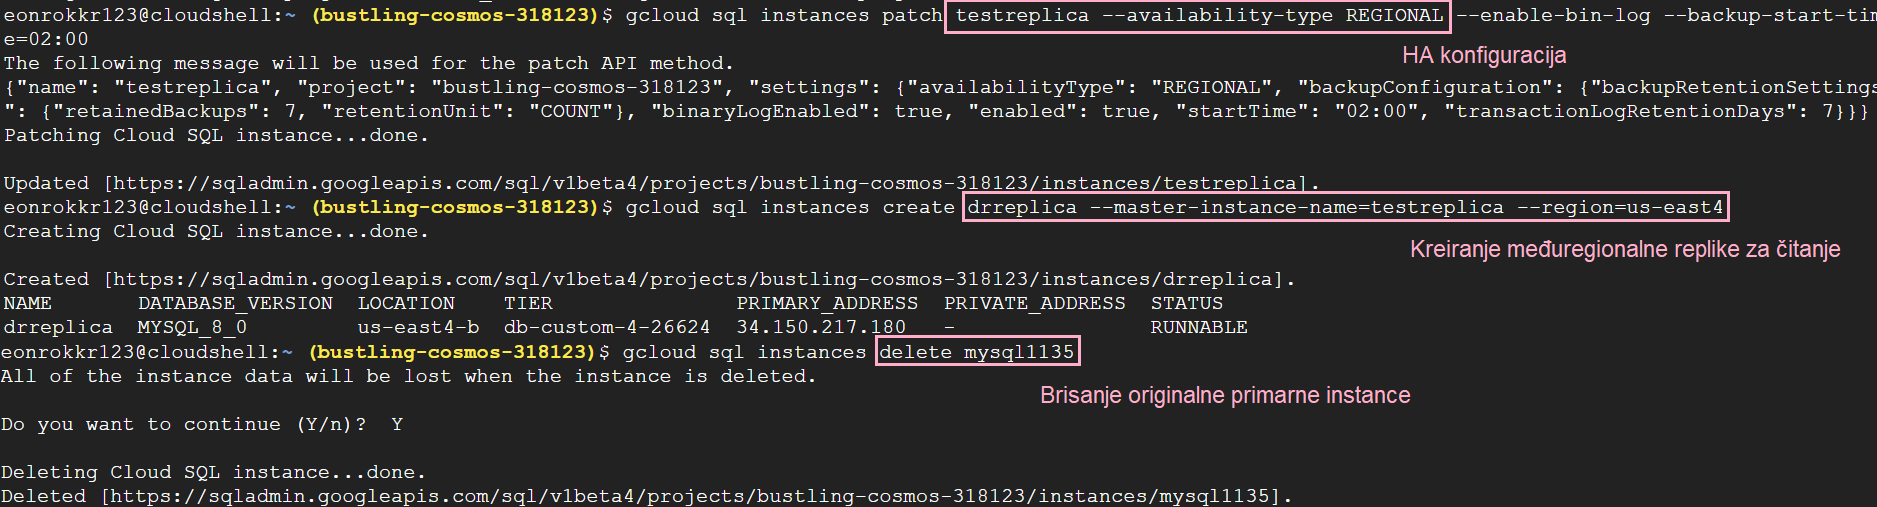 eonrokkr123@cloudshell:~ (bustling-cosmos-318123)$ gcloud sql instances patch testreplica --availability-type REGIONAL --enable-bin-log --backup-start-tim
e=02:00
HA konfiguracija
The following message will be used for the patch API method.
{"name": "testreplica", "project": "bustling-cosmos-318123", "settings": {"availabilityType": "REGIONAL", "backupConfiguration": {"backupRetentionSettings
": {"retainedBackups": 7, "retentionUnit": "COUNT"}, "binaryLogEnabled": true, "enabled": true, "startTime": "02:00", "transactionLogRetentionDays": 7}}}
Patching Cloud SQL instance...done.
Updated [https://sqladmin.googleapis.com/sql/v1beta4/projects/bustling-cosmos-318123/instances/testreplica].
eonrokkr123@cloudshell:~ (bustling-cosmos-318123)$ gcloud sql instances create drreplica --master-instance-name=testreplica --region=us-east4
Creating Cloud SQL instance...done.
Kreiranje međuregionalne replike za čitanje
Created [https://sqladmin.googleapis.com/sql/v1beta4/projects/bustling-cosmos-318123/instances/drreplica].
NAME DATABASE_VERSION LOCATION TIER PRIMARY_ADDRESS PRIVATE_ADDRESS STATUS
drreplica MYSQL_8_0 us-east4-b db-custom-4-26624 34.150.217.180 - RUNNABLE
eonrokkr123@cloudshell:~ (bustling-cosmos-318123)$ gcloud sql instances delete mysql1135
All of the instance data will be lost when the instance is deleted.
Brisanje originalne primarne instance
Do you want to continue (Y/n)? Y
Deleting Cloud SQL instance...done.
Deleted [https://sqladmin.googleapis.com/sql/v1beta4/projects/bustling-cosmos-318123/instances/mysql1135].